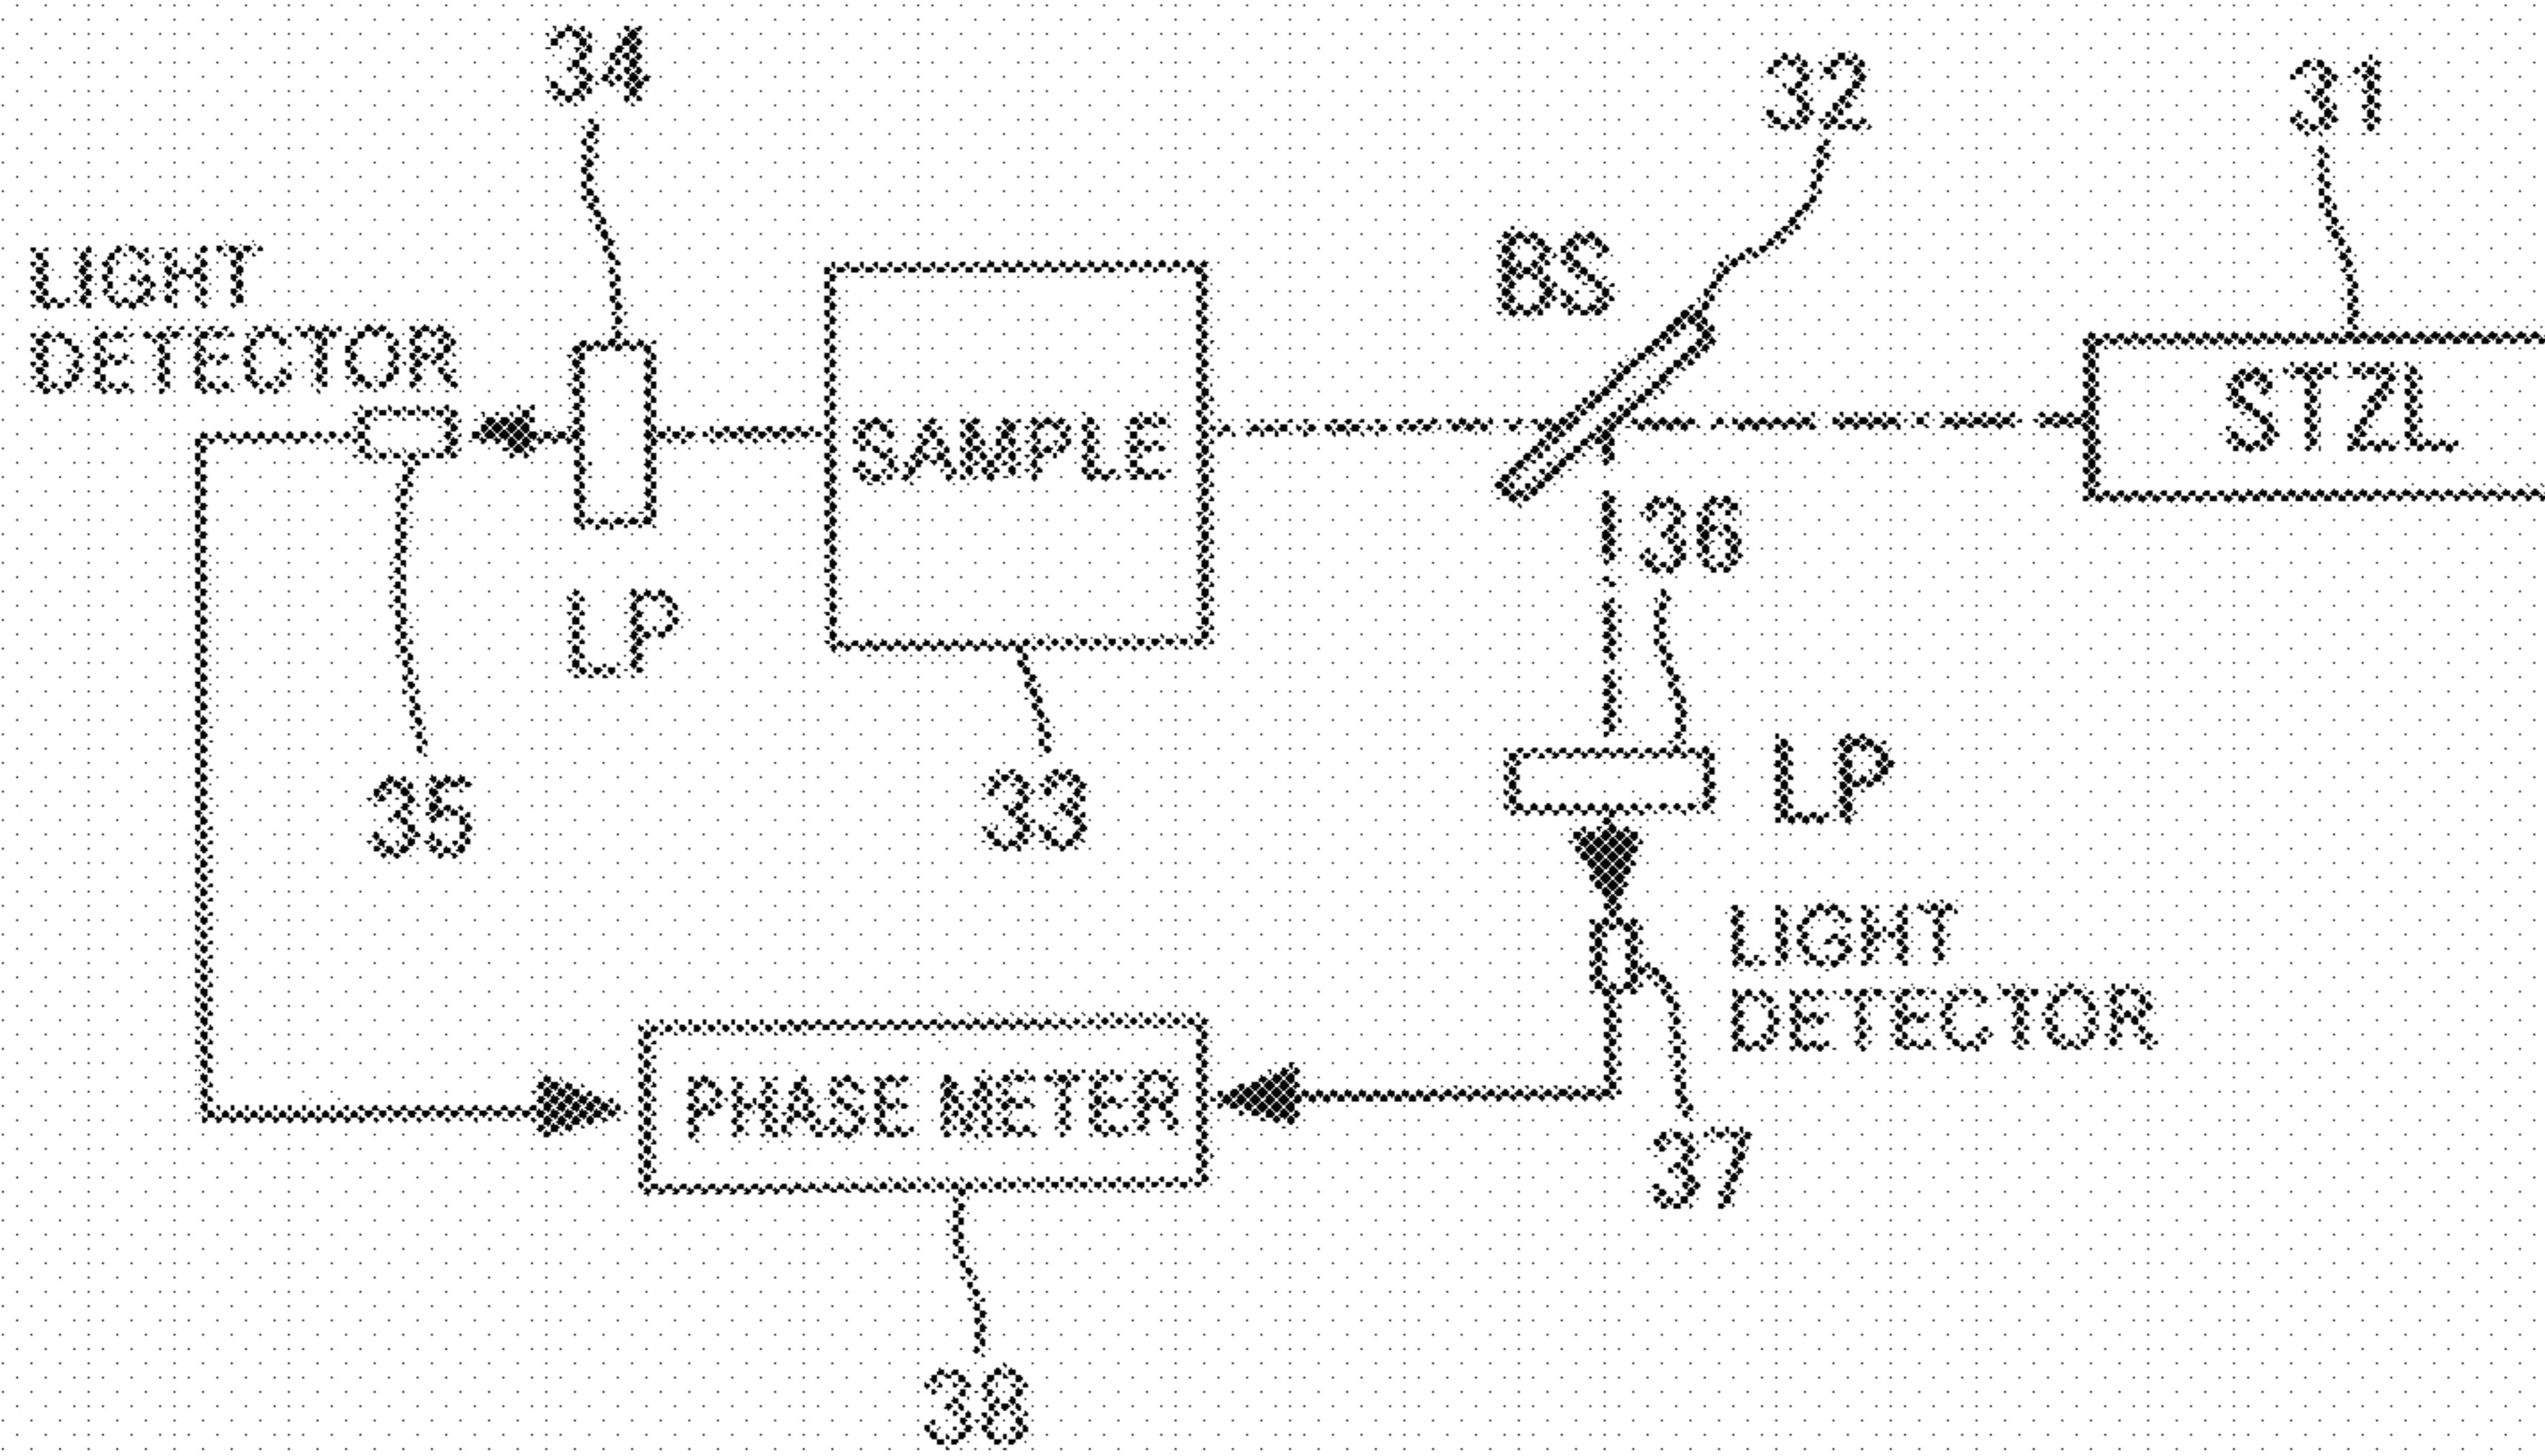 34
32
31
LIGHT
DETECTOR
BS
SAMPLE
STZL
36
LP
LP
35
33
LIGHT
DETECTOR
PHASE METER
37
38